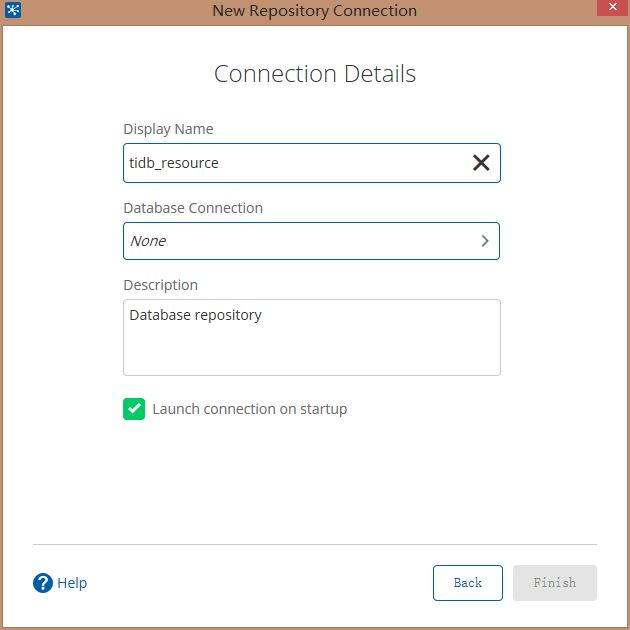 New Repository Connection
Connection Details
Display Name
tidb_resource
Database Connection
None
Description
Database repository
Launch connection on startup
Help
Back
Finish